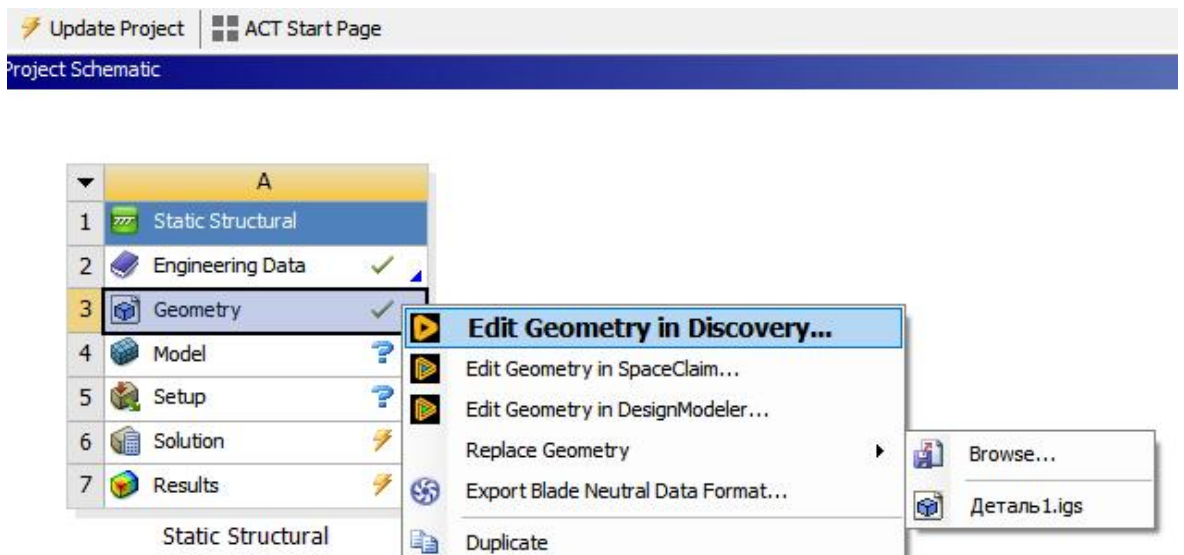 Update Project ACT Start Page
Project Schematic
A
1 Static Structural
2 Engineering Data
3 Geometry
4 Model
5 Setup
6 Solution
7 Results
Static Structural
Edit Geometry in Discovery...
Edit Geometry in SpaceClaim...
Edit Geometry in DesignModeler...
Replace Geometry
Export Blade Neutral Data Format...
Duplicate
Browse...
Деталь1.igs